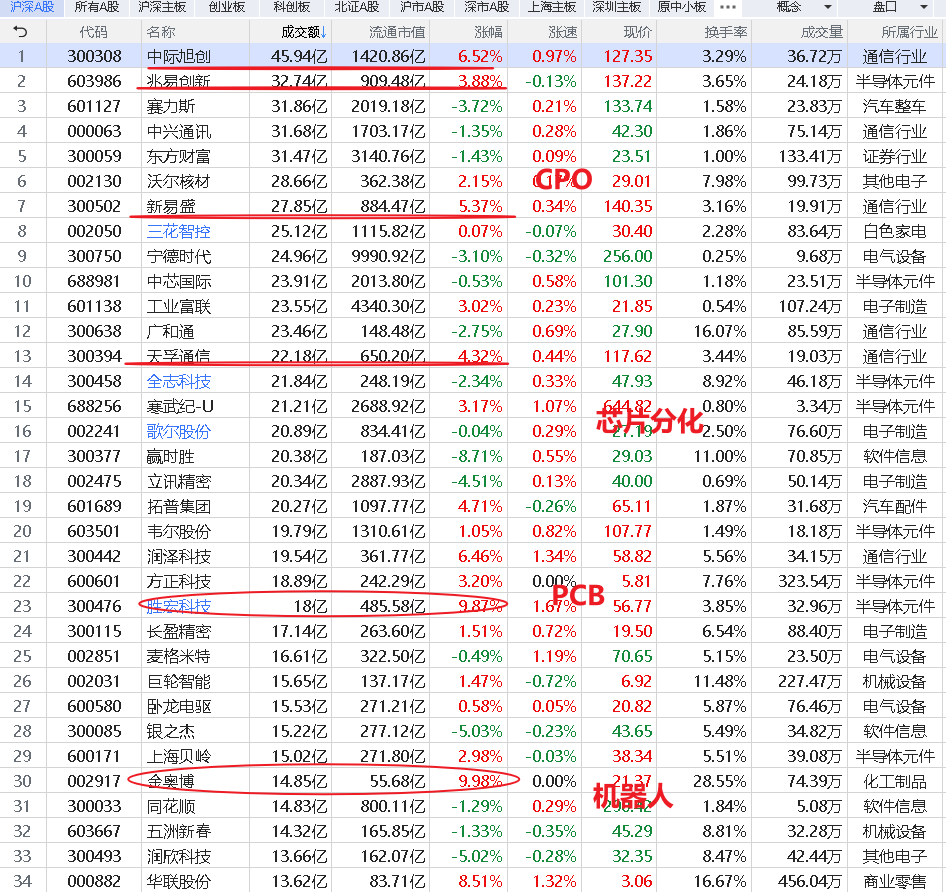 沪深A股 所有A股 沪深主板 创业板 科创板 北证A股 沪市A股 深市A股 上海主板 深圳主板 原中小板 ••• 概念 盘口
代码 名称 成交额↓ 流通市值 涨幅 涨速 现价 换手率 成交量 所属行业
1 300308 中际旭创 45.94亿 1420.86亿 6.52% 0.97% 127.35 3.29% 36.72万 通信行业
2 603986 兆易创新 32.74亿 909.48亿 3.88% -0.13% 137.22 3.65% 24.18万 半导体元件
3 601127 赛力斯 31.86亿 2019.18亿 -3.72% 0.21% 133.74 1.58% 23.83万 汽车整车
4 000063 中兴通讯 31.68亿 1703.17亿 -1.35% 0.28% 42.30 1.86% 75.14万 通信行业
5 300059 东方财富 31.47亿 3140.76亿 -1.43% 0.09% 23.51 1.00% 133.41万 证券行业
6 002130 沃尔核材 28.66亿 362.38亿 2.15% CPO 29.01 7.98% 99.73万 其他电子
7 300502 新易盛 27.85亿 884.47亿 5.37% 0.34% 140.35 3.16% 19.91万 通信行业
8 002050 三花智控 25.12亿 1115.82亿 0.07% -0.07% 30.40 2.28% 83.64万 白色家电
9 300750 宁德时代 24.96亿 9990.92亿 -3.10% -0.32% 256.00 0.25% 9.68万 电气设备
10 688981 中芯国际 23.91亿 2013.80亿 -0.53% 0.58% 101.30 1.18% 23.51万 半导体元件
11 601138 工业富联 23.55亿 4340.30亿 3.02% 0.23% 21.85 0.54% 107.24万 电子制造
12 300638 广和通 23.46亿 148.48亿 -2.75% 0.69% 27.90 16.07% 85.59万 通信行业
13 300394 天孚通信 22.18亿 650.20亿 4.32% 0.44% 117.62 3.44% 19.03万 通信行业
14 300458 全志科技 21.84亿 248.19亿 -2.34% 0.33% 47.93 8.92% 46.18万 半导体元件
15 688256 寒武纪-U 21.21亿 2688.92亿 3.17% 1.07% 644.82 0.80% 3.34万 半导体元件
芯片分化
16 002241 歌尔股份 20.89亿 834.41亿 -0.04% 0.29% 27.19 2.50% 76.60万 电子制造
17 300377 赢时胜 20.38亿 187.03亿 -8.71% 0.55% 29.03 11.00% 70.85万 软件信息
18 002475 立讯精密 20.34亿 2887.93亿 -4.51% 0.13% 40.00 0.69% 50.14万 电子制造
19 601689 拓普集团 20.27亿 1097.77亿 4.71% -0.26% 65.11 1.87% 31.68万 汽车配件
20 603501 韦尔股份 19.79亿 1310.61亿 1.05% 0.82% 107.77 1.49% 18.18万 半导体元件
21 300442 润泽科技 19.54亿 361.77亿 6.46% 1.34% 58.82 5.56% 34.15万 通信行业
22 600601 方正科技 18.89亿 242.29亿 3.20% 0.00% 5.81 7.76% 323.54万 半导体元件
23 300476 胜宏科技 18亿 485.58亿 9.87% 1.67% PCB 56.77 3.85% 32.96万 半导体元件
24 300115 长盈精密 17.14亿 263.60亿 1.51% 0.72% 19.50 6.54% 88.40万 电子制造
25 002851 麦格米特 16.61亿 322.50亿 -0.49% 1.19% 70.65 5.15% 23.50万 电气设备
26 002031 巨轮智能 15.65亿 137.17亿 1.47% -0.72% 6.92 11.48% 227.47万 机械设备
27 600580 卧龙电驱 15.53亿 271.21亿 0.58% 0.05% 20.82 5.87% 76.46万 电气设备
28 300085 银之杰 15.22亿 277.12亿 -5.03% -0.23% 43.65 5.49% 34.82万 软件信息
29 600171 上海贝岭 15.02亿 271.80亿 2.98% -0.03% 38.34 5.51% 39.08万 半导体元件
30 002917 金奥博 14.85亿 55.68亿 9.98% 0.00% 21.37 28.55% 74.39万 化工制品
机器人
31 300033 同花顺 14.83亿 800.11亿 -1.29% 0.29% 1.84% 5.08万 软件信息
32 603667 五洲新春 14.32亿 165.85亿 -1.33% -0.35% 45.29 8.81% 32.28万 机械设备
33 300493 润欣科技 13.66亿 162.07亿 -5.02% -0.28% 32.35 8.47% 42.44万 其他电子
34 000882 华联股份 13.62亿 83.71亿 8.51% 1.32% 3.06 16.67% 456.04万 商业零售